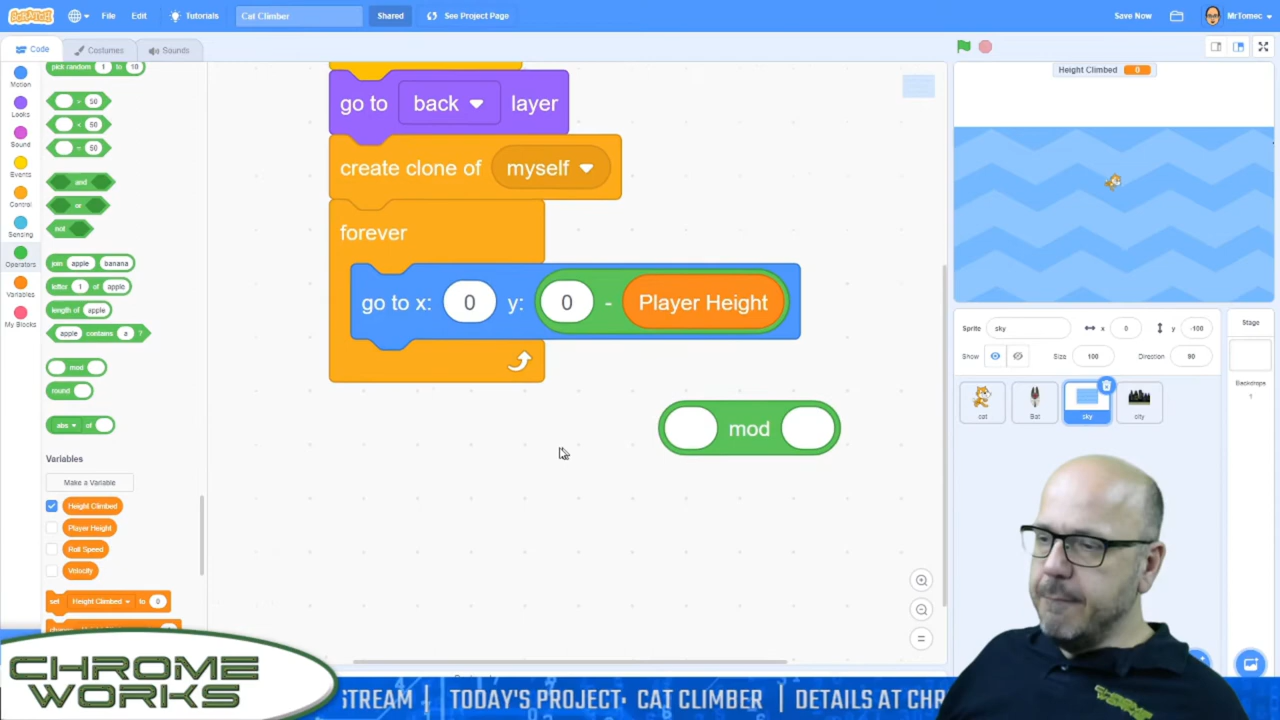 SCRATCH File Edit Tutorials Cat Climber Shared See Project Page Save Now MrTomec
Code Costumes Sounds
Motion
Looks
Sound
Events
Control
Sensing
Operators
Variables
My Blocks
pick random 1 to 10
> 50
< 50
= 50
and
or
not
join apple banana
letter 1 of apple
length of apple
apple contains a ?
mod
round
abs of
Variables
Make a Variable
Height Climbed
Player Height
Roll Speed
Velocity
set Height Climbed to 0
go to back layer
create clone of myself
forever
go to x: 0 y: 0 - Player Height
mod
Height Climbed 0
Sprite sky x 0 y -100
Show Size 100 Direction 90
cat Bat sky city
Stage
Backdrops
1
CHROME
WORKS
STREAM | TODAY'S PROJECT: CAT CLIMBER | DETAILS AT CHR